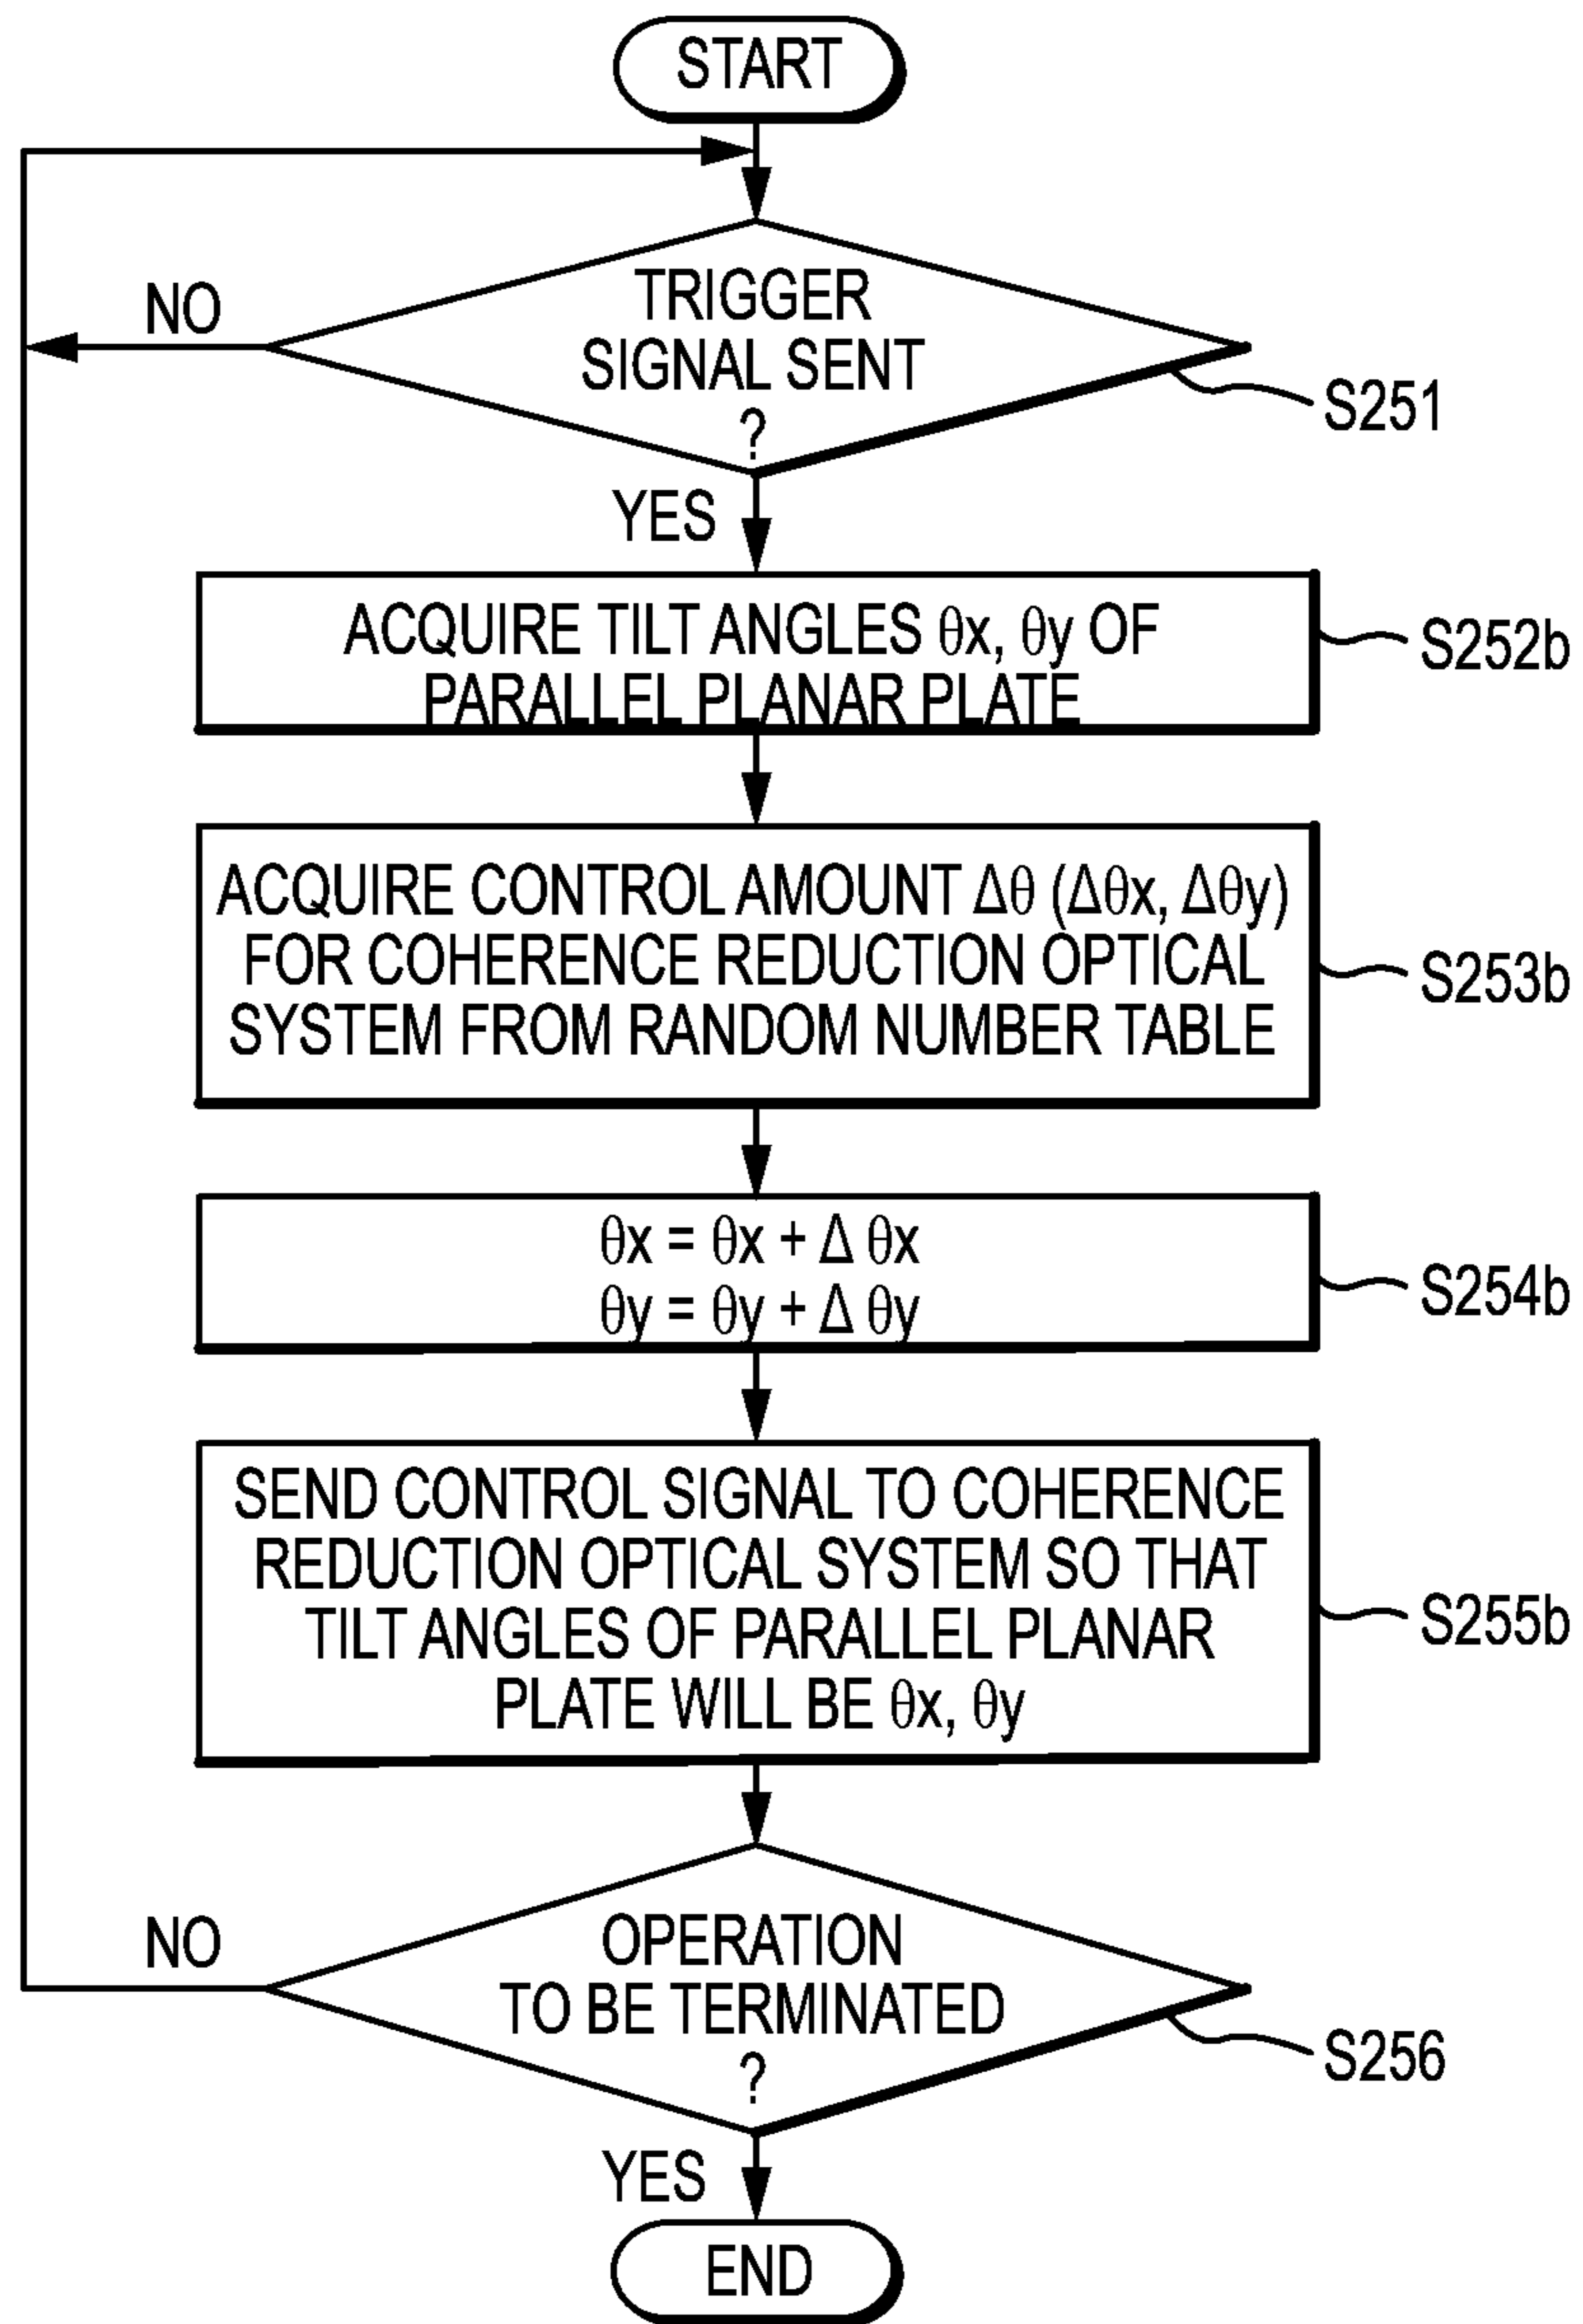 START
NO
TRIGGER
SIGNAL SENT
?
S251
YES
ACQUIRE TILT ANGLES θx, θy OF
PARALLEL PLANAR PLATE
S252b
ACQUIRE CONTROL AMOUNT Δθ (Δθx, Δθy)
FOR COHERENCE REDUCTION OPTICAL
SYSTEM FROM RANDOM NUMBER TABLE
S253b
θx = θx + Δ θx
θy = θy + Δ θy
S254b
SEND CONTROL SIGNAL TO COHERENCE
REDUCTION OPTICAL SYSTEM SO THAT
TILT ANGLES OF PARALLEL PLANAR
PLATE WILL BE θx, θy
S255b
NO
OPERATION
TO BE TERMINATED
?
S256
YES
END